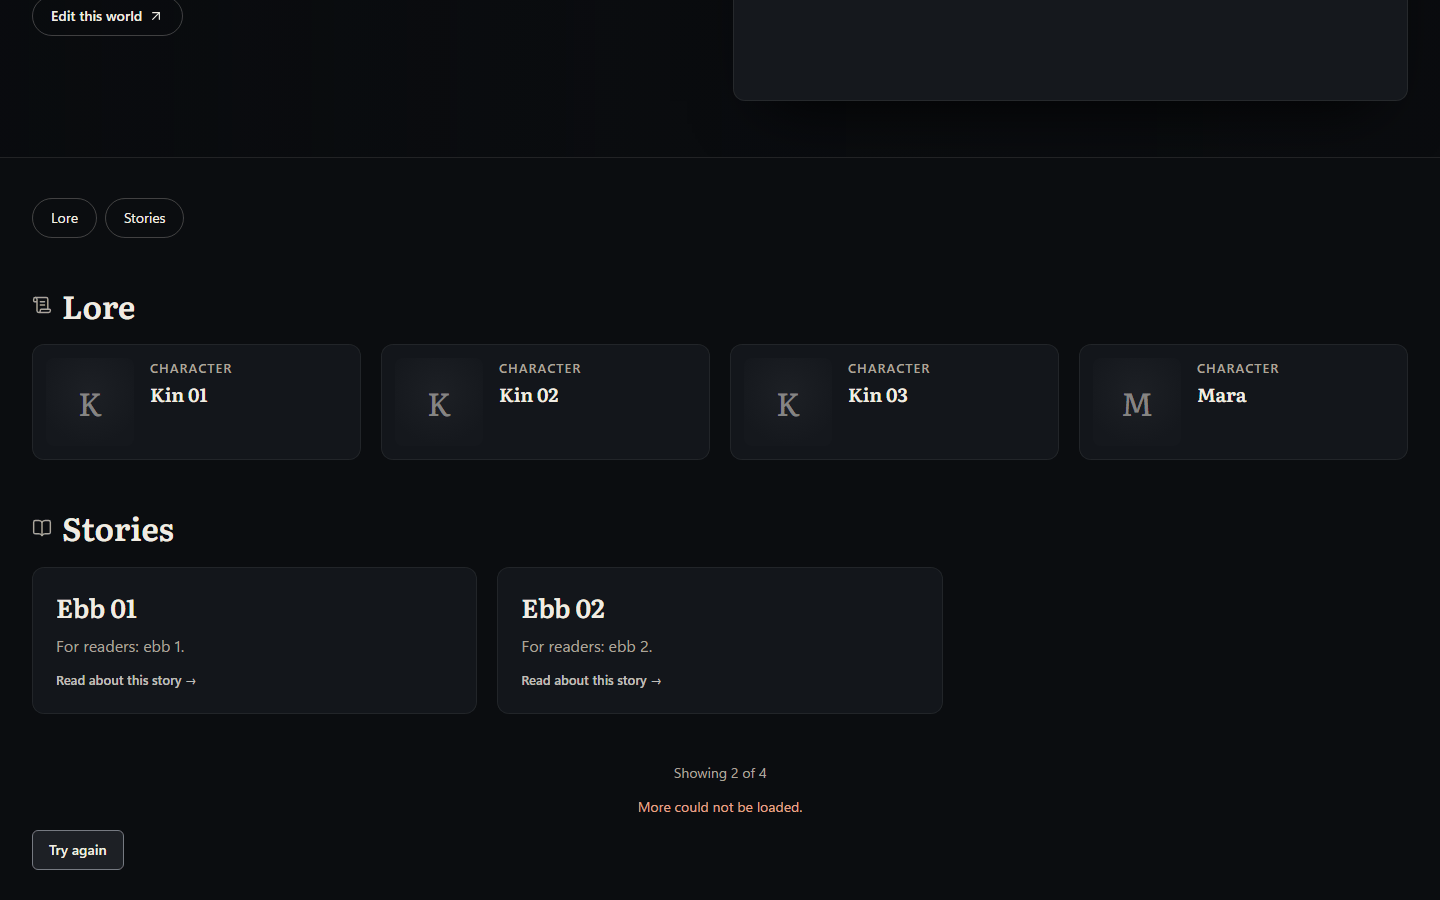 Edit this world
Lore
Stories
Lore
K
CHARACTER
Kin 01
K
CHARACTER
Kin 02
K
CHARACTER
Kin 03
M
CHARACTER
Mara
Stories
Ebb 01
For readers: ebb 1.
Read about this story →
Ebb 02
For readers: ebb 2.
Read about this story →
Showing 2 of 4
More could not be loaded.
Try again